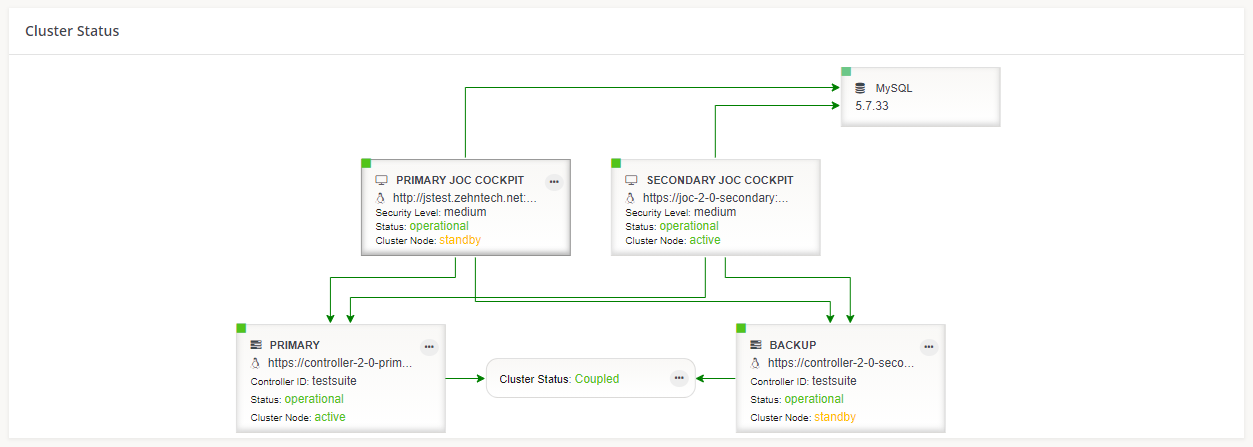 Cluster Status
MySQL
5.7.33
PRIMARY JOC COCKPIT
http://jstest.zehntech.net:...
Security Level: medium
Status: operational
Cluster Node: standby
SECONDARY JOC COCKPIT
https://joc-2-0-secondary:...
Security Level: medium
Status: operational
Cluster Node: active
PRIMARY
https://controller-2-0-prim...
Controller ID: testsuite
Status: operational
Cluster Node: active
Cluster Status: Coupled
BACKUP
https://controller-2-0-seco...
Controller ID: testsuite
Status: operational
Cluster Node: standby